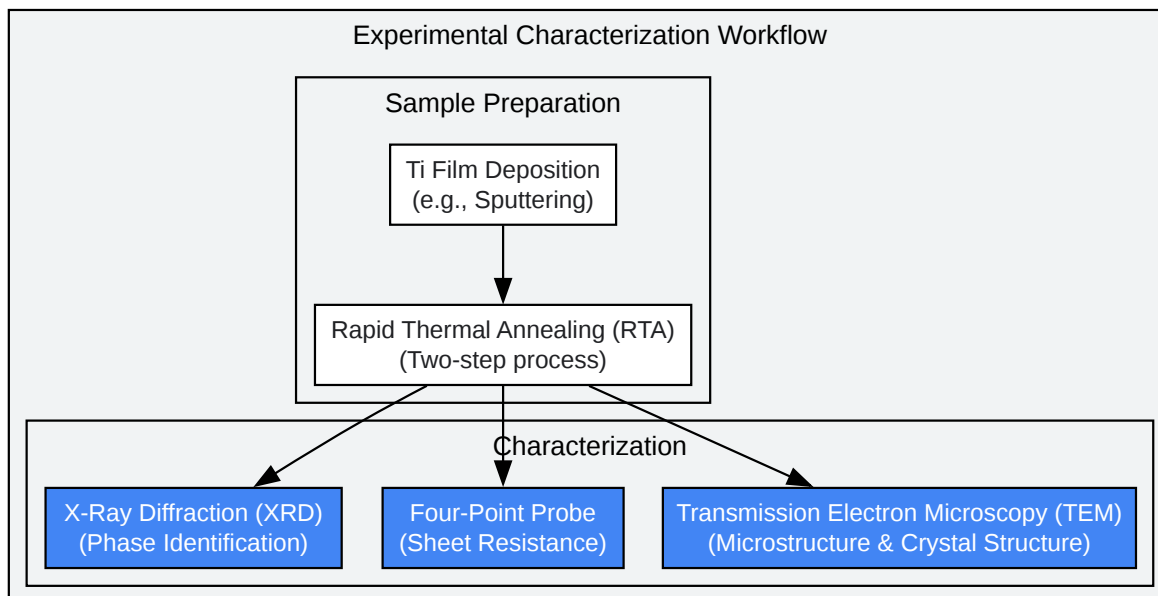 Experimental Characterization Workflow
Sample Preparation
Ti Film Deposition
(e.g., Sputtering)
Rapid Thermal Annealing (RTA)
(Two-step process)
Characterization
X-Ray Diffraction (XRD)
(Phase Identification)
Four-Point Probe
(Sheet Resistance)
Transmission Electron Microscopy (TEM)
(Microstructure & Crystal Structure)